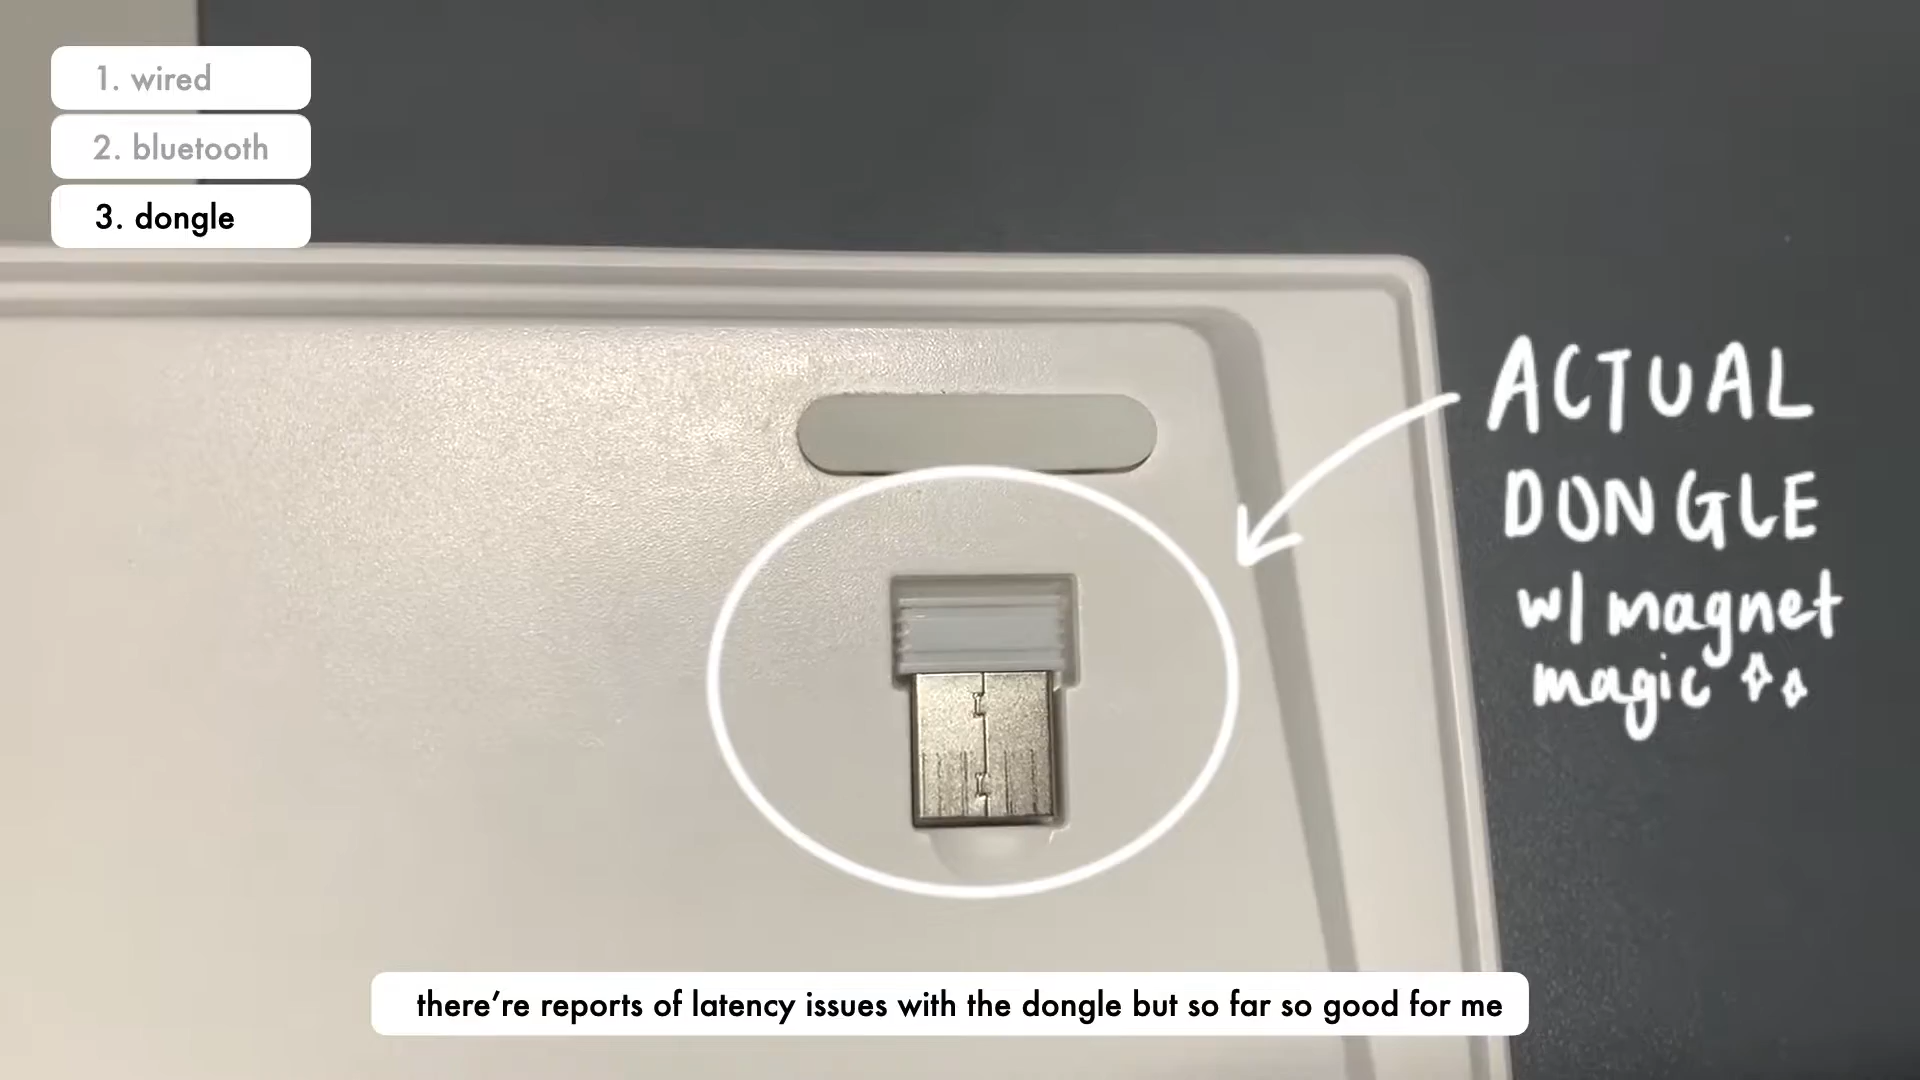 1. wired
2. bluetooth
3. dongle
ACTUAL
DONGLE
w/ magnet
magic
there're reports of latency issues with the dongle but so far so good for me